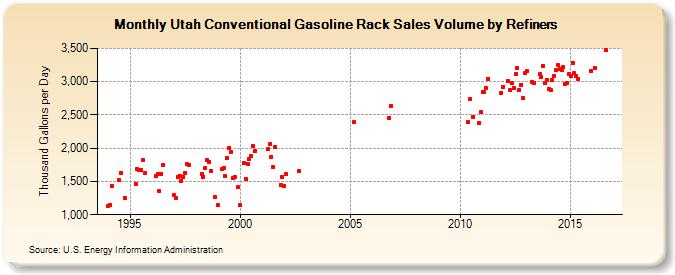 Monthly Utah Conventional Gasoline Rack Sales Volume by Refiners
Thousand Gallons per Day
3,500
3,000
2,500
2,000
1,500
1,000
1995 2000 2005 2010 2015
Source: U.S. Energy Information Administration